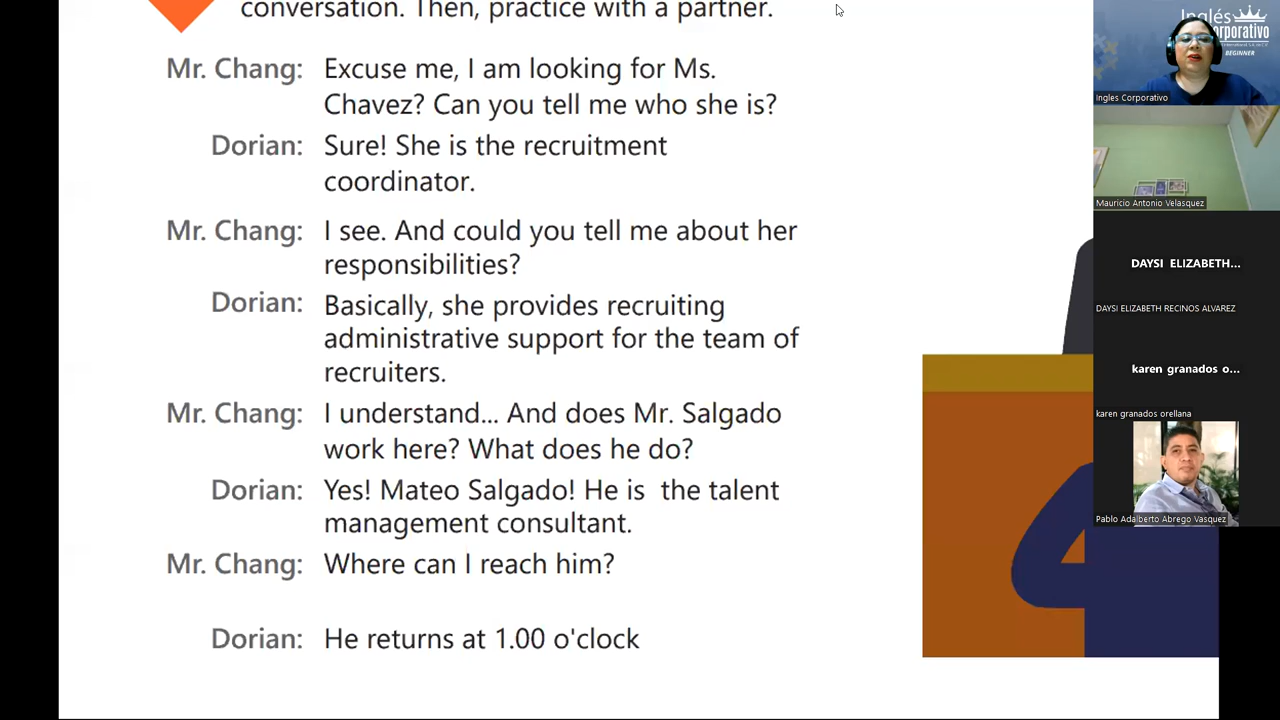 conversation. Then, practice with a partner.
Mr. Chang: Excuse me, I am looking for Ms.
Chavez? Can you tell me who she is?
Dorian: Sure! She is the recruitment
coordinator.
Mr. Chang: I see. And could you tell me about her
responsibilities?
Dorian: Basically, she provides recruiting
administrative support for the team of
recruiters.
Mr. Chang: I understand... And does Mr. Salgado
work here? What does he do?
Dorian: Yes! Mateo Salgado! He is  the talent
management consultant.
Mr. Chang: Where can I reach him?
Dorian: He returns at 1.00 o'clock
Inglés
orporativo
BEGINNER
Ingles Corporativo
Mauricio Antonio Velasquez
DAYSI ELIZABETH...
DAYSI ELIZABETH RECINOS ALVAREZ
karen granados o...
karen granados orellana
Pablo Adalberto Abrego Vasquez